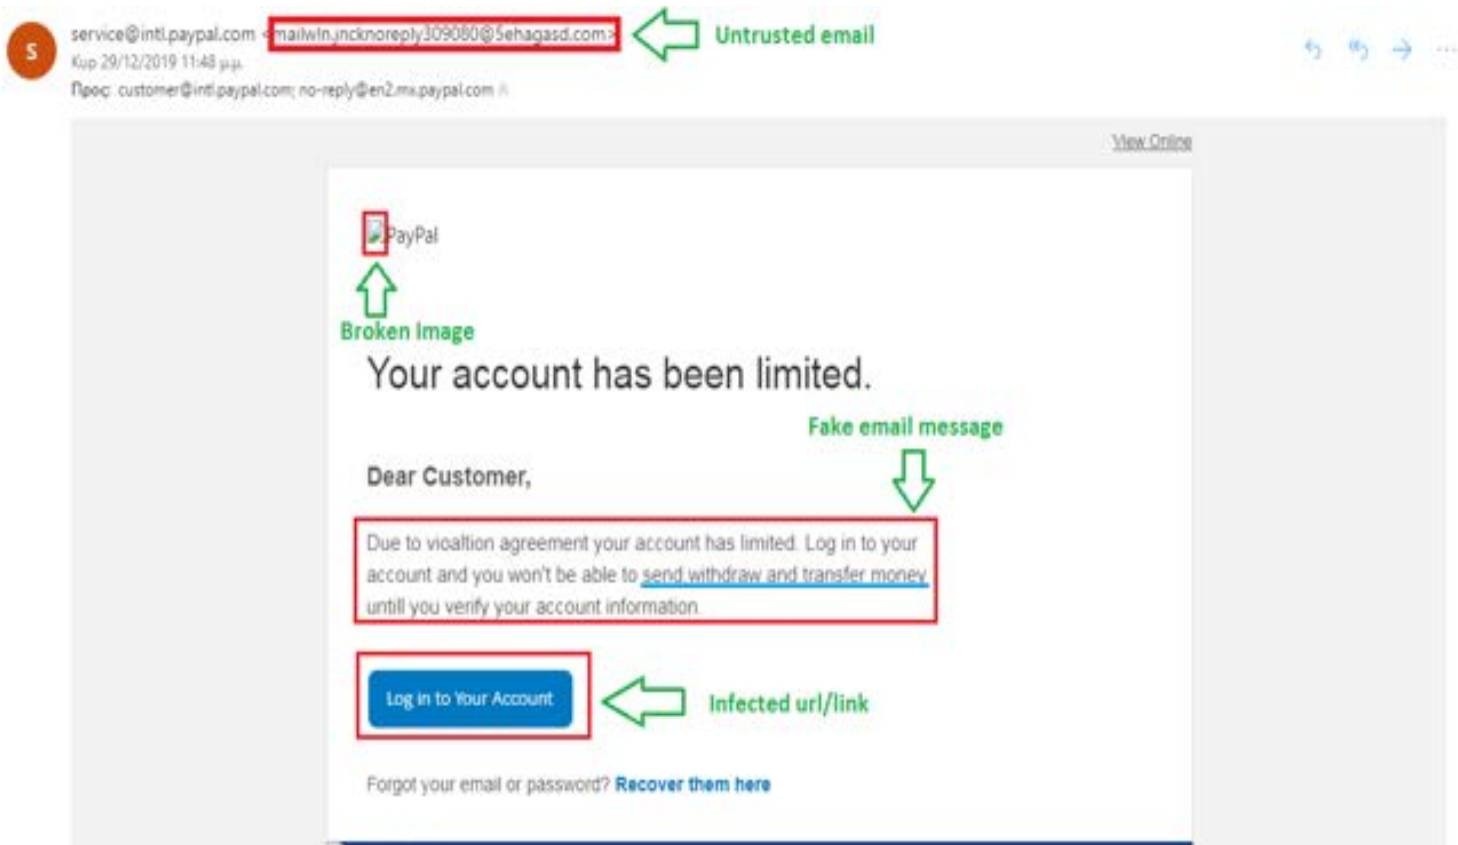 S
service@intl.paypal.com <mailwin.jncknoreply309080@5ehagasd.com> Untrusted email
Κυρ 29/12/2019 11:48 μ.μ.
Προς: customer@intl.paypal.com; no-reply@en2.mx.paypal.com
View Online
PayPal
Broken Image
Your account has been limited.
Fake email message
Dear Customer,
Due to vioaltion agreement your account has limited. Log in to your
account and you won't be able to send withdraw and transfer money
untill you verify your account information.
Log in to Your Account
Infected url/link
Forgot your email or password? Recover them here